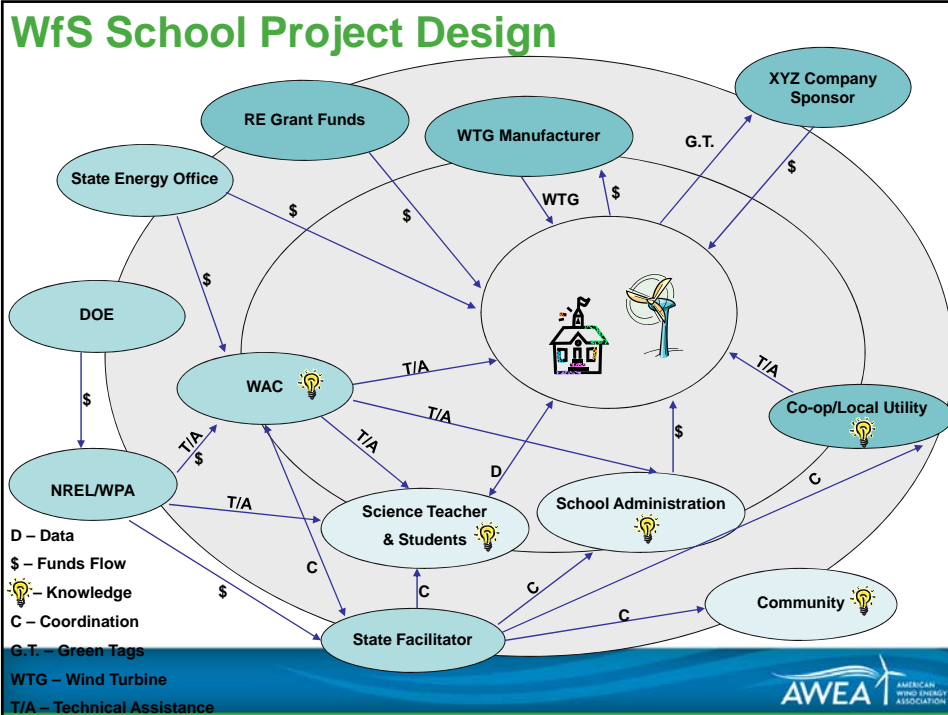 WfS School Project Design
XYZ Company
Sponsor
RE Grant Funds
WTG Manufacturer
G.T.
State Energy Office
$
WTG
$
$
$
$
DOE
WAC
T/A
T/A
Co-op/Local Utility
$
T/A
T/A
$
$
D
C
NREL/WPA
T/A
Science Teacher
& Students
School Administration
D – Data
$ – Funds Flow
– Knowledge
C
C
C
$
Community
C – Coordination
C
State Facilitator
G.T. – Green Tags
WTG – Wind Turbine
T/A – Technical Assistance
AWEA
AMERICAN
WIND ENERGY
ASSOCIATION
T/A